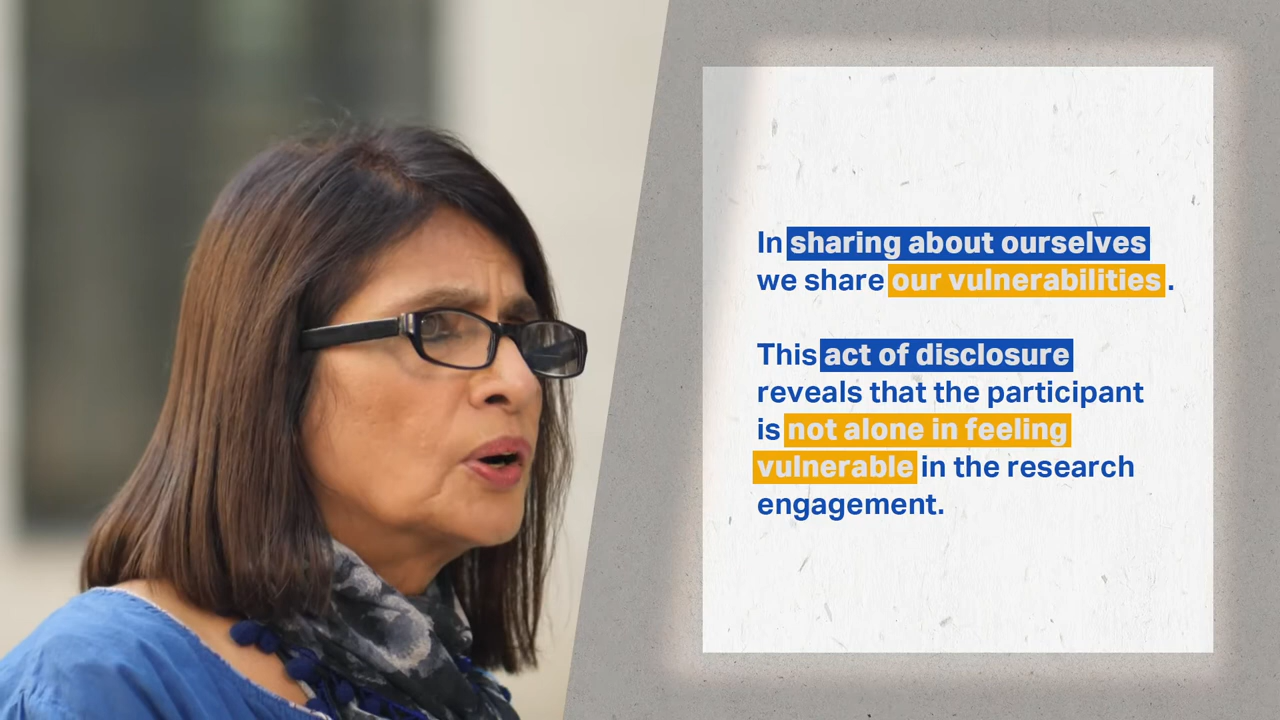 In sharing about ourselves
we share our vulnerabilities.
This act of disclosure
reveals that the participant
is not alone in feeling
vulnerable in the research
engagement.